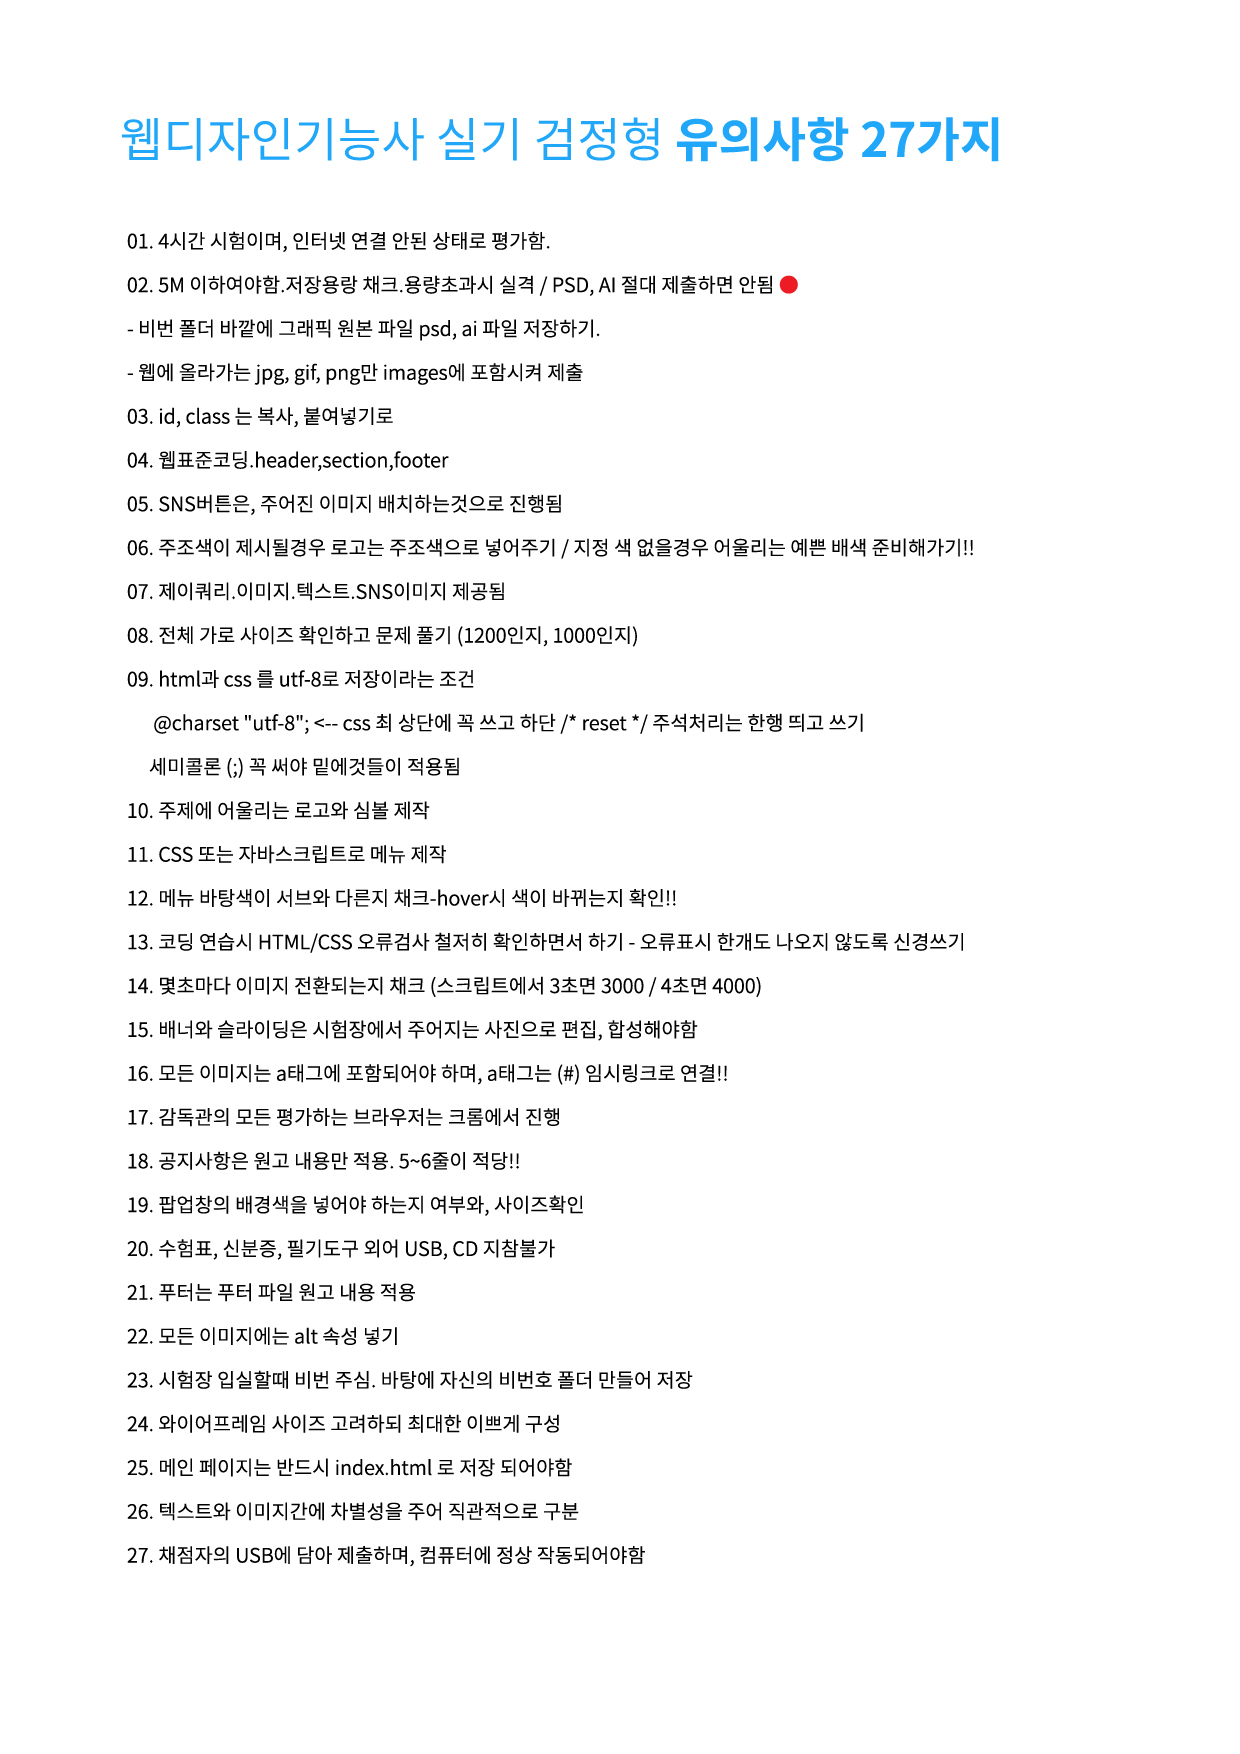 웹디자인기능사 실기 검정형 유의사항 27가지
01. 4시간 시험이며, 인터넷 연결 안된 상태로 평가함.
02. 5M 이하여야함.저장용량 채크.용량초과시 실격 / PSD, AI 절대 제출하면 안됨
- 비번 폴더 바깥에 그래픽 원본 파일 psd, ai 파일 저장하기.
- 웹에 올라가는 jpg, gif, png만 images에 포함시켜 제출
03. id, class 는 복사, 붙여넣기로
04. 웹표준코딩.header,section,footer
05. SNS버튼은, 주어진 이미지 배치하는것으로 진행됨
06. 주조색이 제시될경우 로고는 주조색으로 넣어주기 / 지정 색 없을경우 어울리는 예쁜 배색 준비해가기!!
07. 제이쿼리.이미지.텍스트.SNS이미지 제공됨
08. 전체 가로 사이즈 확인하고 문제 풀기 (1200인지, 1000인지)
09. html과 css 를 utf-8로 저장이라는 조건
@charset "utf-8"; <-- css 최 상단에 꼭 쓰고 하단 /* reset */ 주석처리는 한행 띄고 쓰기
세미콜론 (;) 꼭 써야 밑에것들이 적용됨
10. 주제에 어울리는 로고와 심볼 제작
11. CSS 또는 자바스크립트로 메뉴 제작
12. 메뉴 바탕색이 서브와 다른지 채크-hover시 색이 바뀌는지 확인!!
13. 코딩 연습시 HTML/CSS 오류검사 철저히 확인하면서 하기 - 오류표시 한개도 나오지 않도록 신경쓰기
14. 몇초마다 이미지 전환되는지 채크 (스크립트에서 3초면 3000 / 4초면 4000)
15. 배너와 슬라이딩은 시험장에서 주어지는 사진으로 편집, 합성해야함
16. 모든 이미지는 a태그에 포함되어야 하며, a태그는 (#) 임시링크로 연결!!
17. 감독관의 모든 평가하는 브라우저는 크롬에서 진행
18. 공지사항은 원고 내용만 적용. 5~6줄이 적당!!
19. 팝업창의 배경색을 넣어야 하는지 여부와, 사이즈확인
20. 수험표, 신분증, 필기도구 외어 USB, CD 지참불가
21. 푸터는 푸터 파일 원고 내용 적용
22. 모든 이미지에는 alt 속성 넣기
23. 시험장 입실할때 비번 주심. 바탕에 자신의 비번호 폴더 만들어 저장
24. 와이어프레임 사이즈 고려하되 최대한 이쁘게 구성
25. 메인 페이지는 반드시 index.html 로 저장 되어야함
26. 텍스트와 이미지간에 차별성을 주어 직관적으로 구분
27. 채점자의 USB에 담아 제출하며, 컴퓨터에 정상 작동되어야함